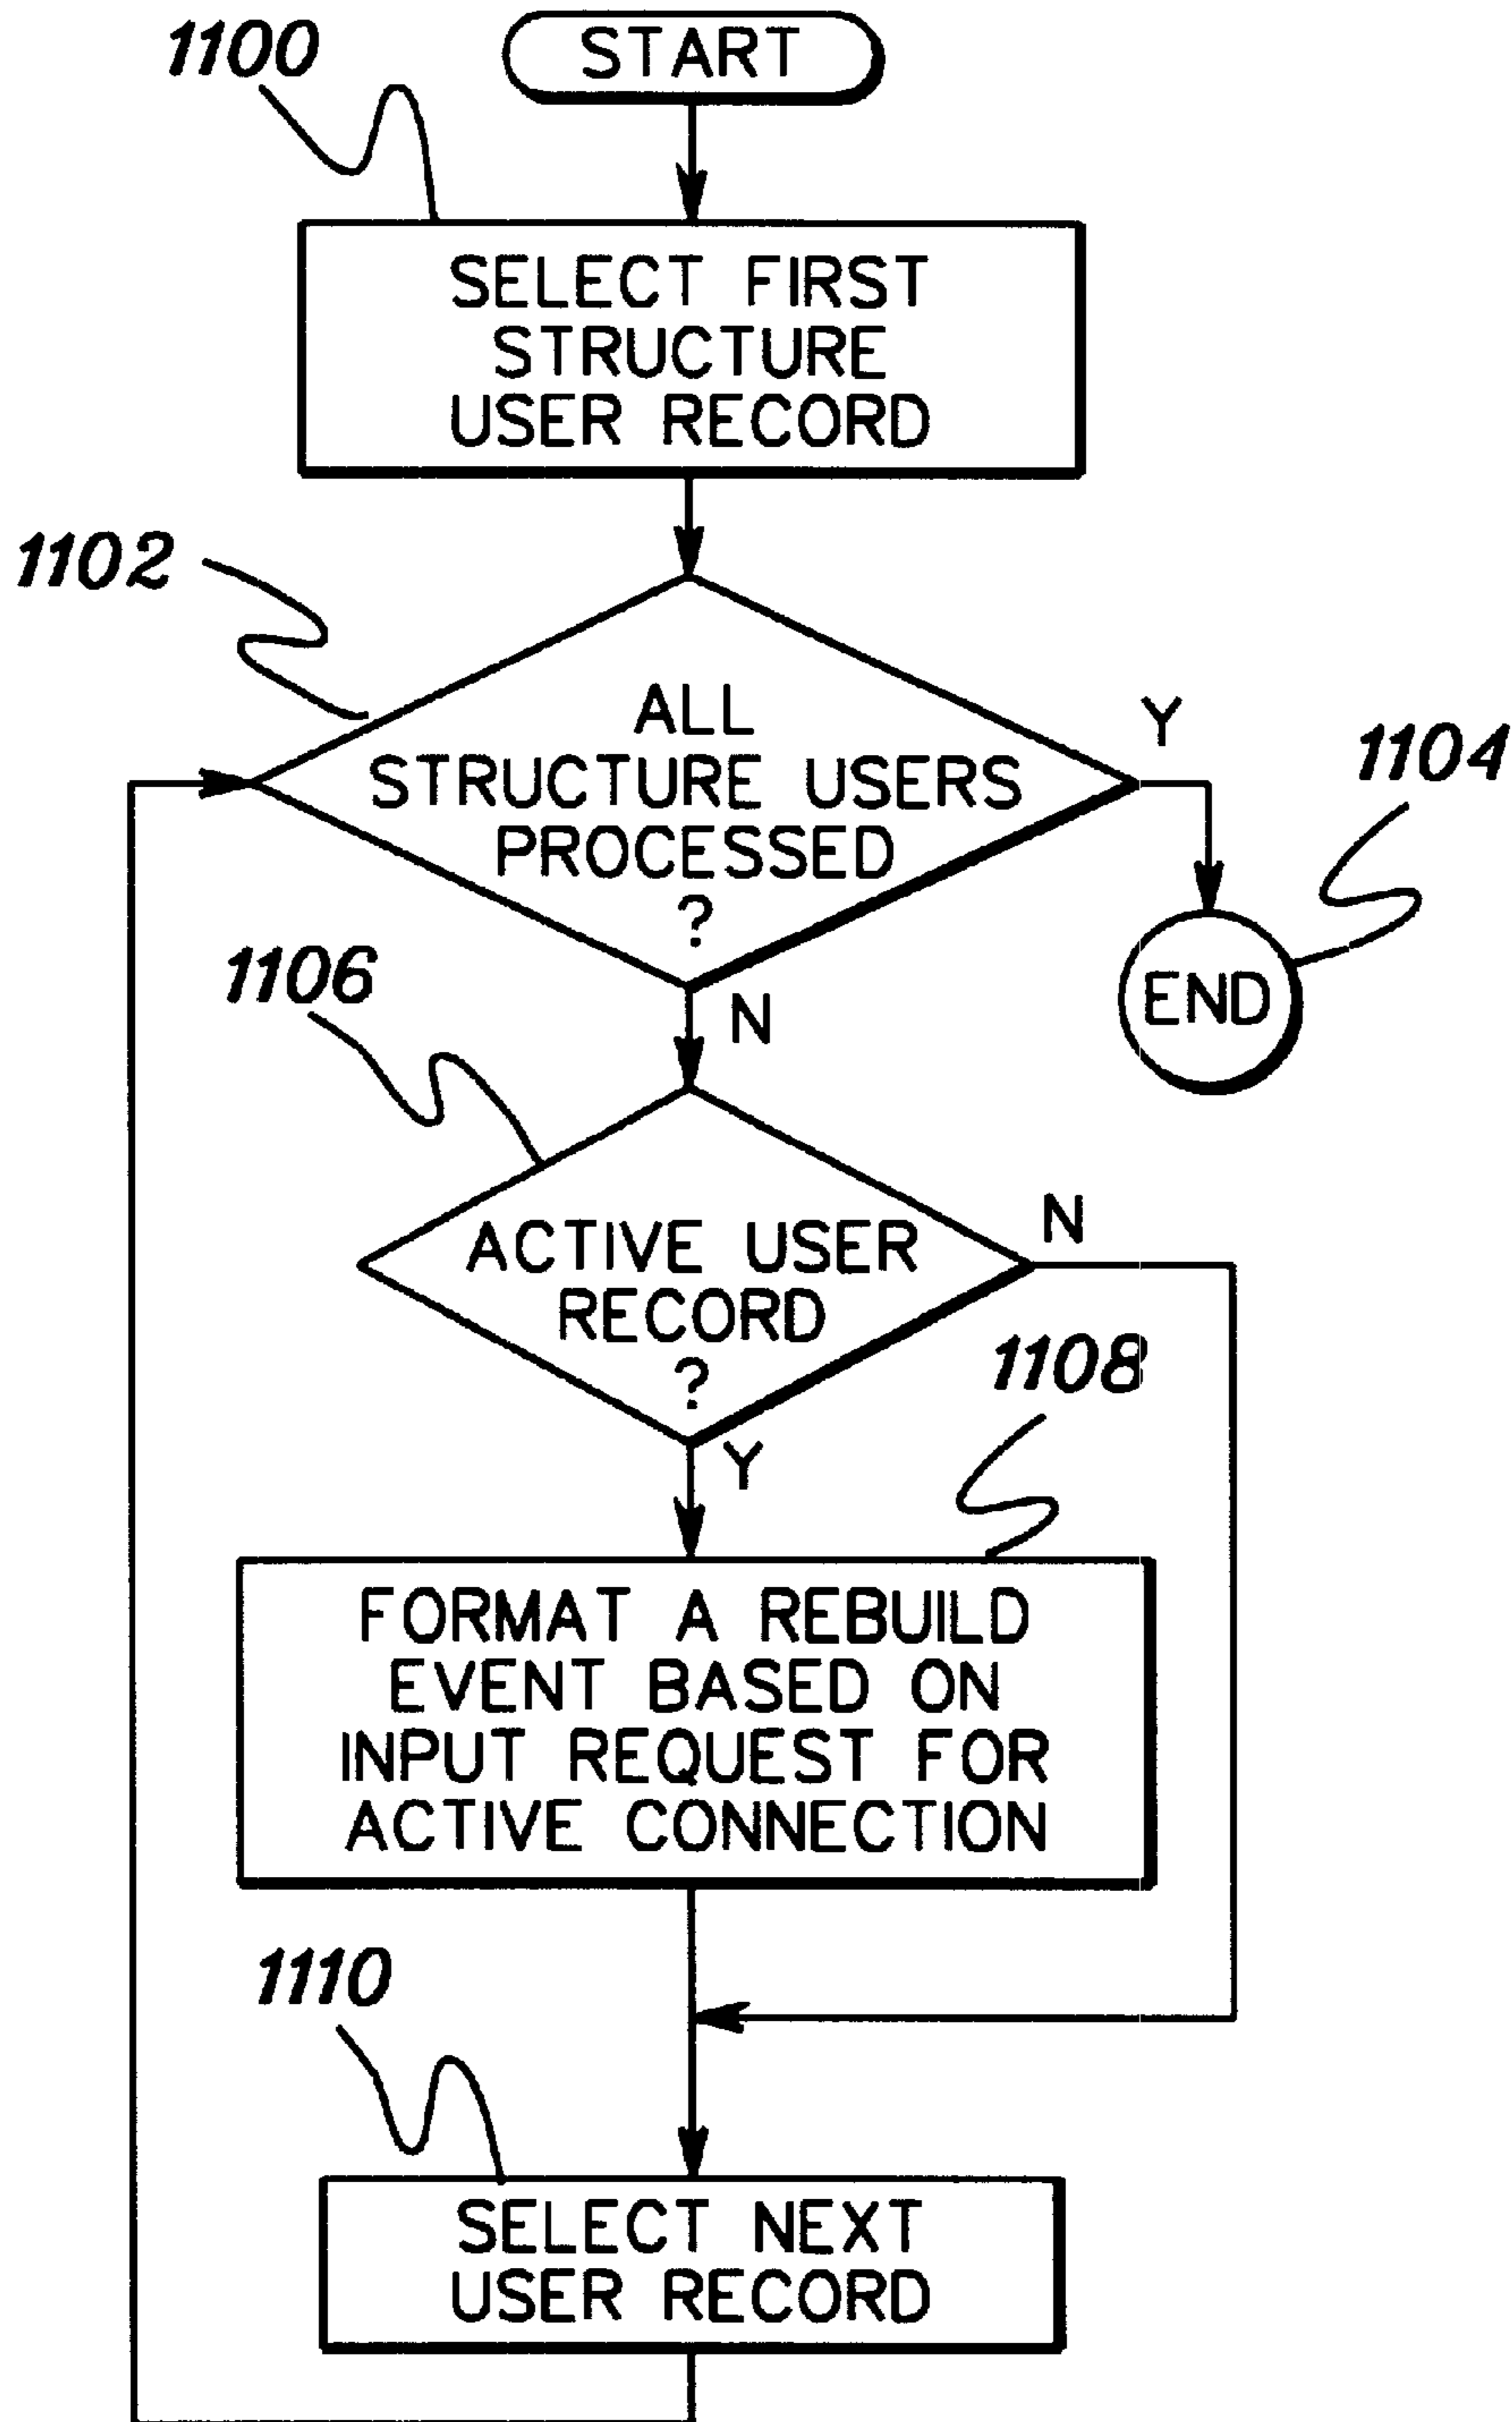 1100
START
SELECT FIRST
STRUCTURE
USER RECORD
1102
ALL
STRUCTURE USERS
PROCESSED
?
Y
1104
END
N
1106
ACTIVE USER
RECORD
?
N
Y
1108
FORMAT A REBUILD
EVENT BASED ON
INPUT REQUEST FOR
ACTIVE CONNECTION
1110
SELECT NEXT
USER RECORD